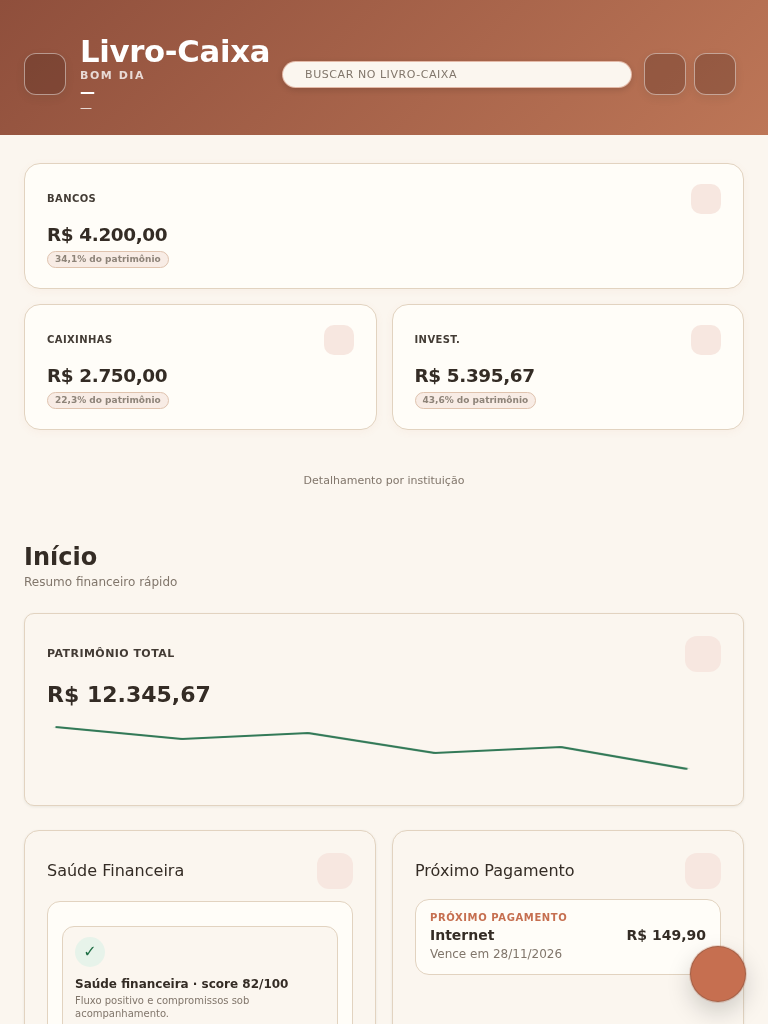 Livro-Caixa
BOM DIA
—
—
BUSCAR NO LIVRO-CAIXA
BANCOS
R$ 4.200,00
34,1% do patrimônio
CAIXINHAS
R$ 2.750,00
22,3% do patrimônio
INVEST.
R$ 5.395,67
43,6% do patrimônio
Detalhamento por instituição
Início
Resumo financeiro rápido
PATRIMÔNIO TOTAL
R$ 12.345,67
Saúde Financeira
✓
Saúde financeira · score 82/100
Fluxo positivo e compromissos sob
acompanhamento.
Próximo Pagamento
PRÓXIMO PAGAMENTO
Internet R$ 149,90
Vence em 28/11/2026